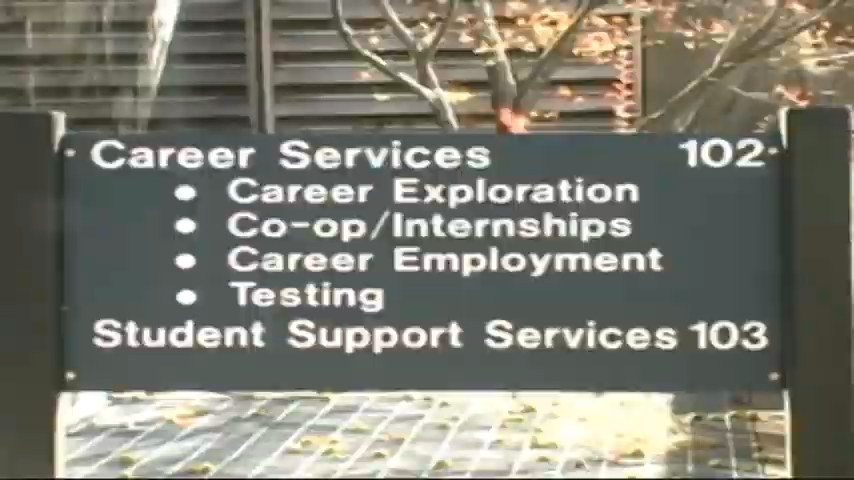 Career Services 102
• Career Exploration
• Co-op/Internships
• Career Employment
• Testing
Student Support Services 103